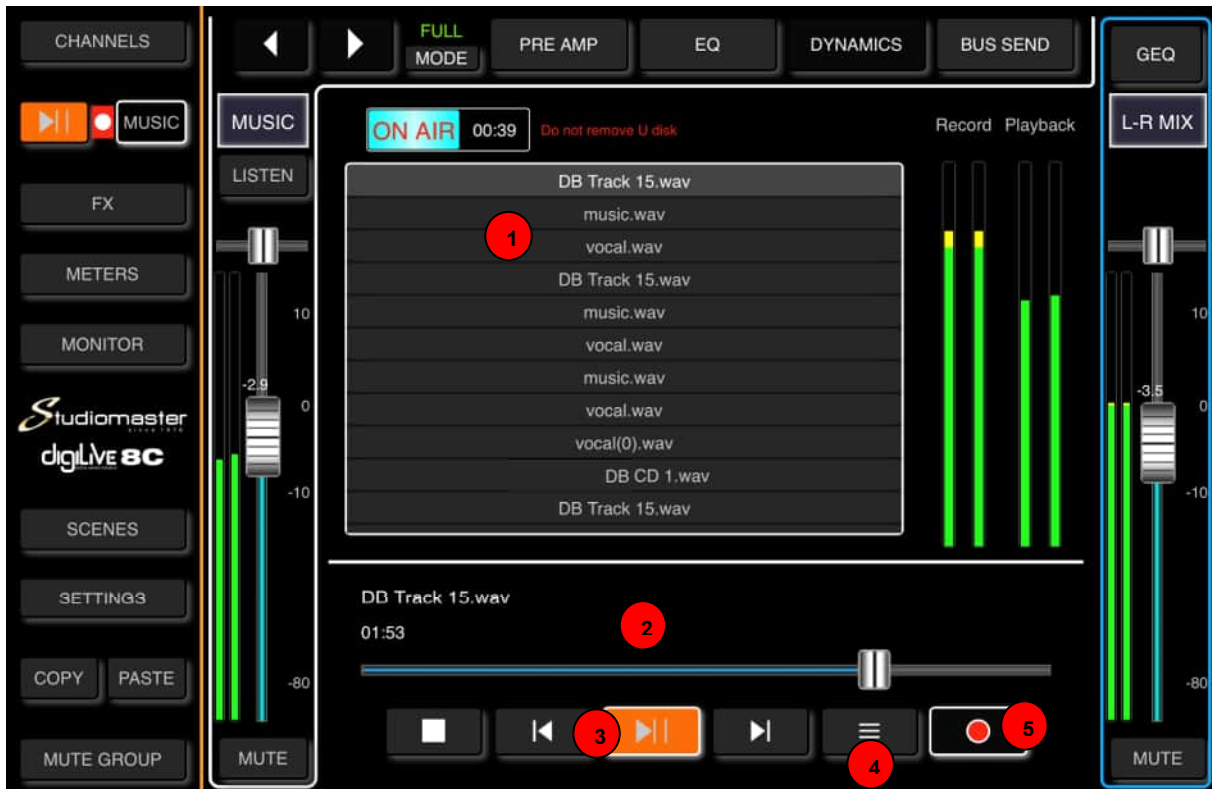 CHANNELS
FULL
MODE
PRE AMP
EQ
DYNAMICS
BUS SEND
GEQ
MUSIC
MUSIC
ON AIR 00:39 Do not remove U disk
Record Playback
L-R MIX
LISTEN
FX
METERS
MONITOR
Studiomaster
since 1976
digiLiVE 8C
SCENES
SETTINGS
COPY PASTE
MUTE GROUP
10
-2.9
0
-10
-80
MUTE
DB Track 15.wav
music.wav
1
vocal.wav
DB Track 15.wav
music.wav
vocal.wav
music.wav
vocal.wav
vocal(0).wav
DB CD 1.wav
DB Track 15.wav
DB Track 15.wav
01:53
2
3
4
5
10
-3.5
0
-10
-80
MUTE